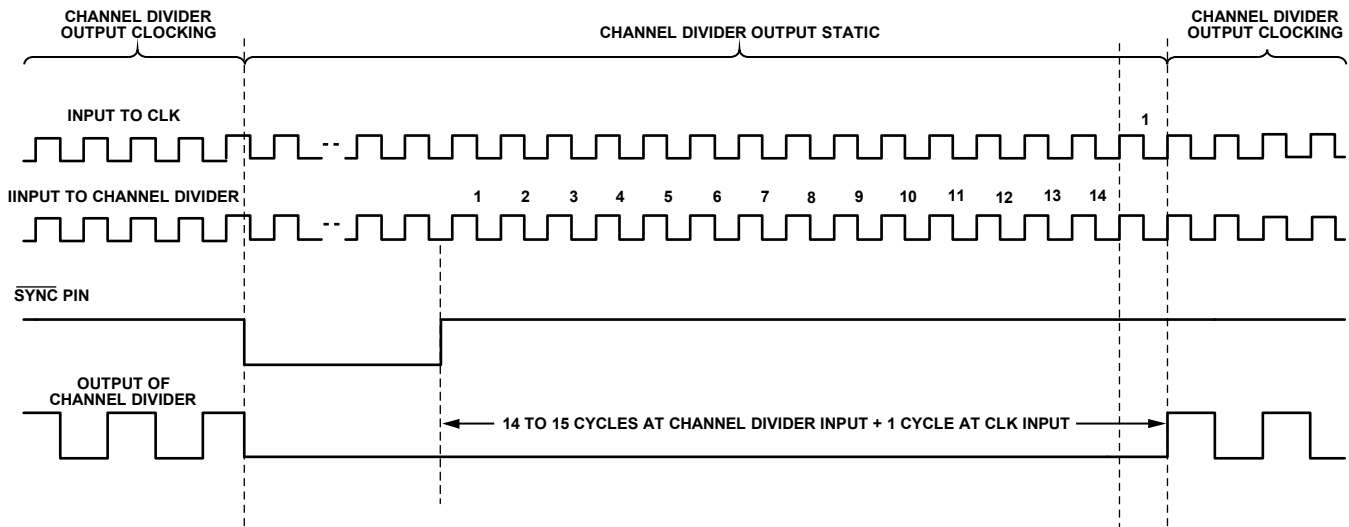 CHANNEL DIVIDER
OUTPUT CLOCKING
CHANNEL DIVIDER OUTPUT STATIC
CHANNEL DIVIDER
OUTPUT CLOCKING
INPUT TO CLK
1
IINPUT TO CHANNEL DIVIDER
1 2 3 4 5 6 7 8 9 10 11 12 13 14
SYNC PIN
OUTPUT OF
CHANNEL DIVIDER
14 TO 15 CYCLES AT CHANNEL DIVIDER INPUT + 1 CYCLE AT CLK INPUT